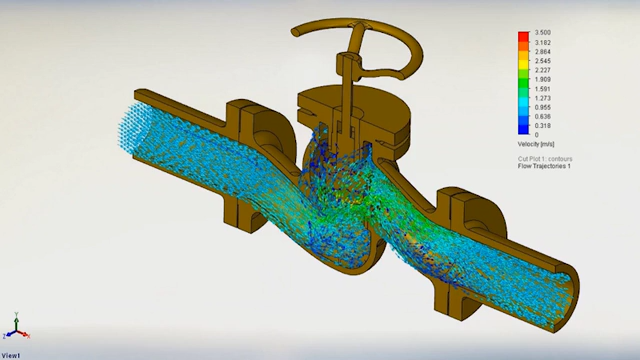 3.500
3.182
2.864
2.545
2.227
1.909
1.591
1.273
0.955
0.636
0.318
0
Velocity [m/s]
Cut Plot 1: contours
Flow Trajectories 1
Y
Z
X
View1